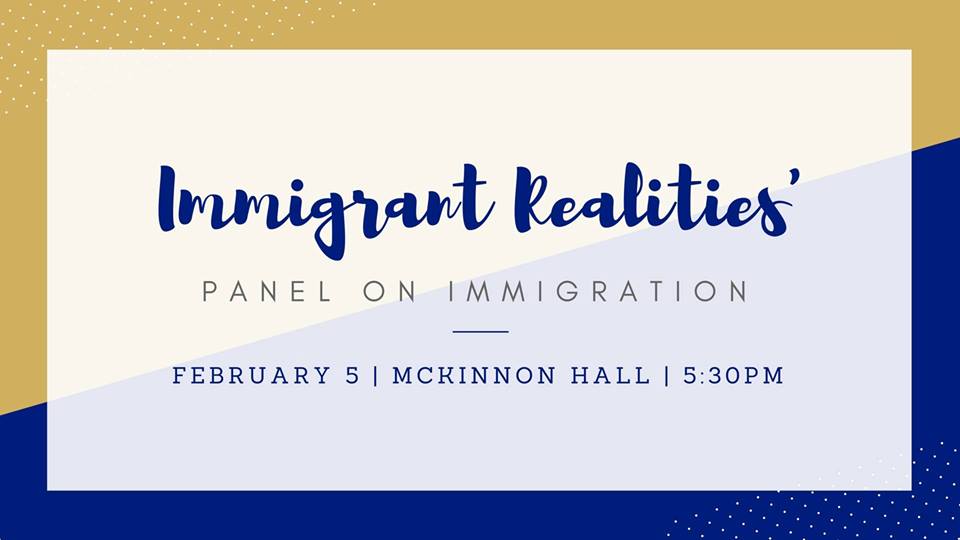 Immigrant Realities’
PANEL ON IMMIGRATION
FEBRUARY 5 | MCKINNON HALL | 5:30PM